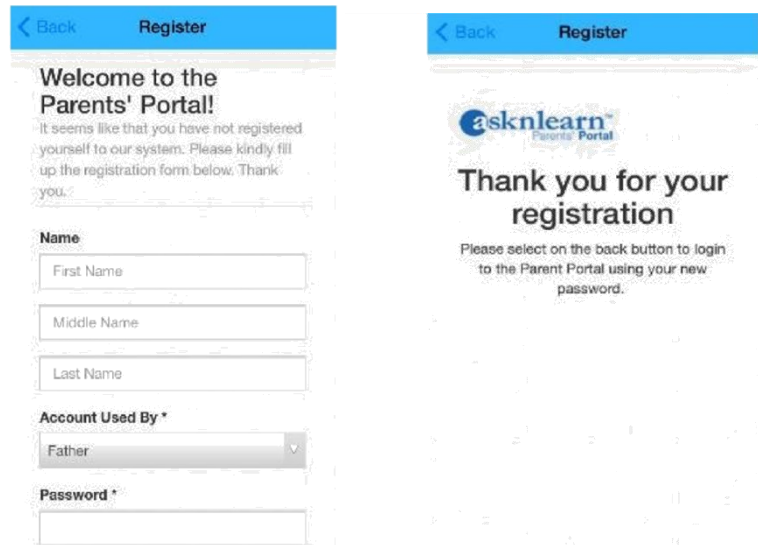 Back
Register
Welcome to the
Parents' Portal!
It seems like that you have not registered
yourself to our system. Please kindly fill
up the registration form below. Thank
you.
Name
First Name
Middle Name
Last Name
Account Used By *
Father
Password *
Back
Register
asknlearn™
Parents' Portal
Thank you for your
registration
Please select on the back button to login
to the Parent Portal using your new
password.